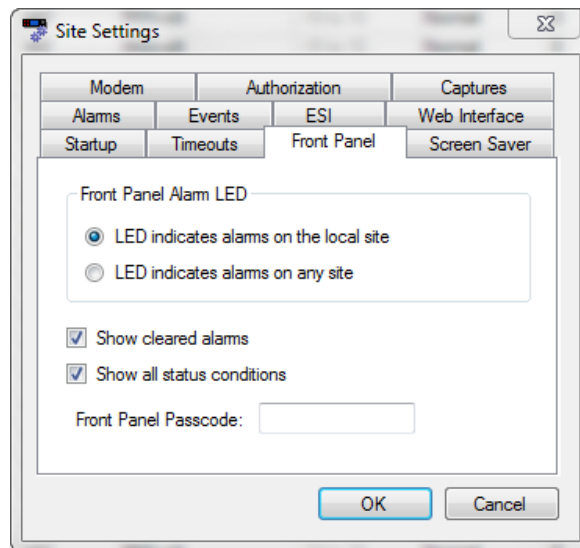 Site Settings
Modem Authorization Captures
Alarms Events ESI Web Interface
Startup Timeouts Front Panel Screen Saver
Front Panel Alarm LED
LED indicates alarms on the local site
LED indicates alarms on any site
Show cleared alarms
Show all status conditions
Front Panel Passcode:
OK Cancel